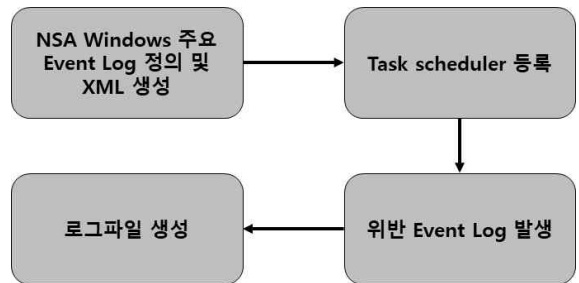 NSA Windows 주요
Event Log 정의 및
XML 생성
Task scheduler 등록
위반 Event Log 발생
로그파일 생성